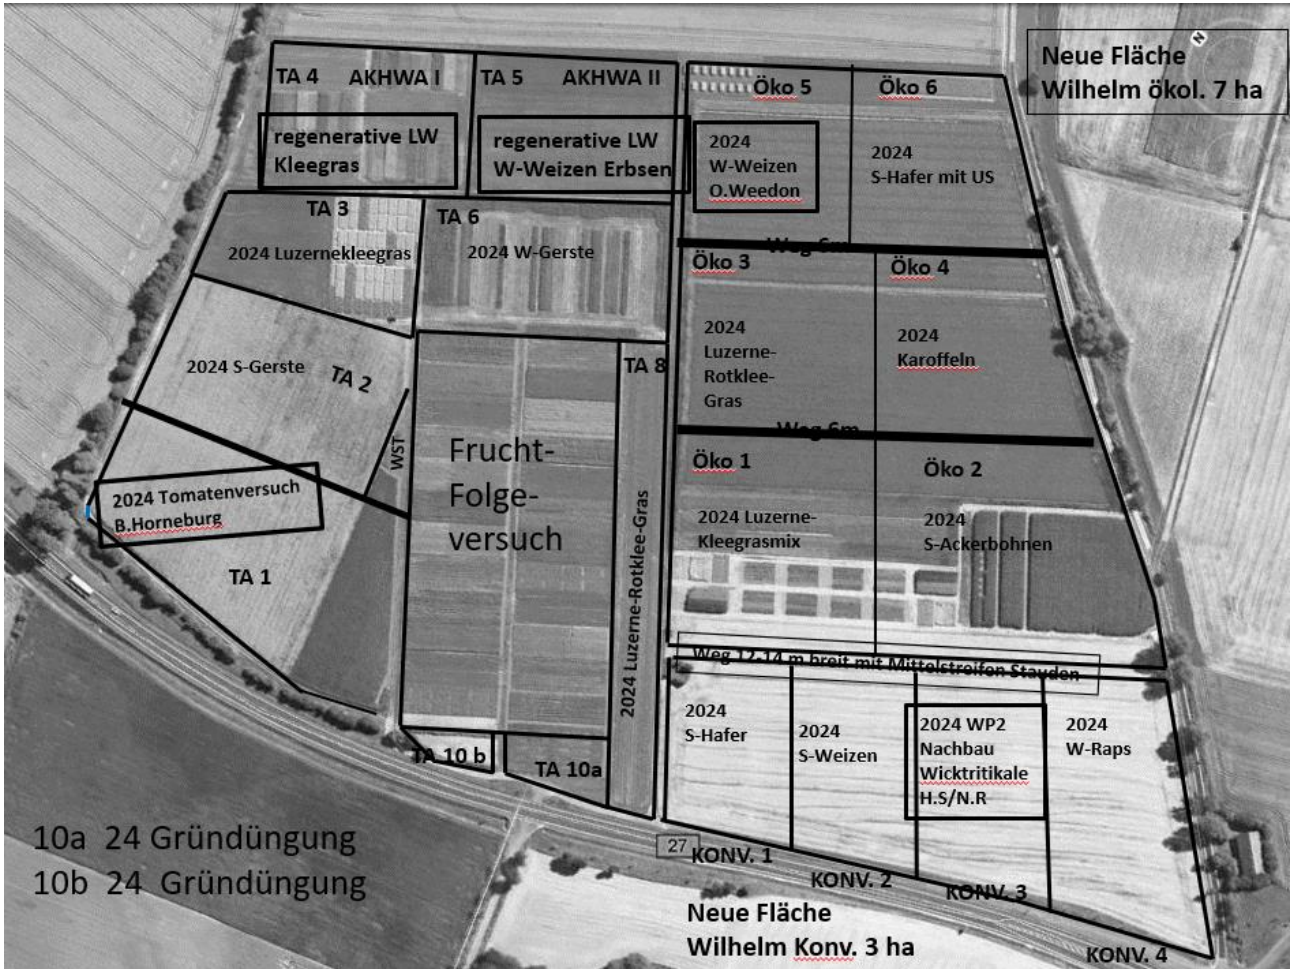 N
Neue Fläche
Wilhelm ökol. 7 ha
TA 4 AKHWA I
regenerative LW
Kleegras
TA 5 AKHWA II
regenerative LW
W-Weizen Erbsen
Öko 5
2024
W-Weizen
O.Weedon
Öko 6
2024
S-Hafer mit US
TA 3
2024 Luzernekleegras
TA 6
2024 W-Gerste
Weg 6m
Öko 3
2024
Luzerne-
Rotklee-
Gras
Öko 4
2024
Karoffeln
2024 S-Gerste
TA 2
WST
Frucht-
Folge-
versuch
TA 8
2024 Luzerne-Rotklee-Gras
Weg 6m
Öko 1
2024 Luzerne-
Kleegrasmix
Öko 2
2024
S-Ackerbohnen
2024 Tomatenversuch
B.Horneburg
TA 1
Weg 12-14 m breit mit Mittelstreifon Stauden
2024
S-Hafer
2024
S-Weizen
2024 WP2
Nachbau
Wicktritikale
H.S/N.R
2024
W-Raps
TA 10 b
TA 10a
10a 24 Gründüngung
10b 24 Gründüngung
27
KONV. 1
KONV. 2
KONV. 3
KONV. 4
Neue Fläche
Wilhelm Konv. 3 ha